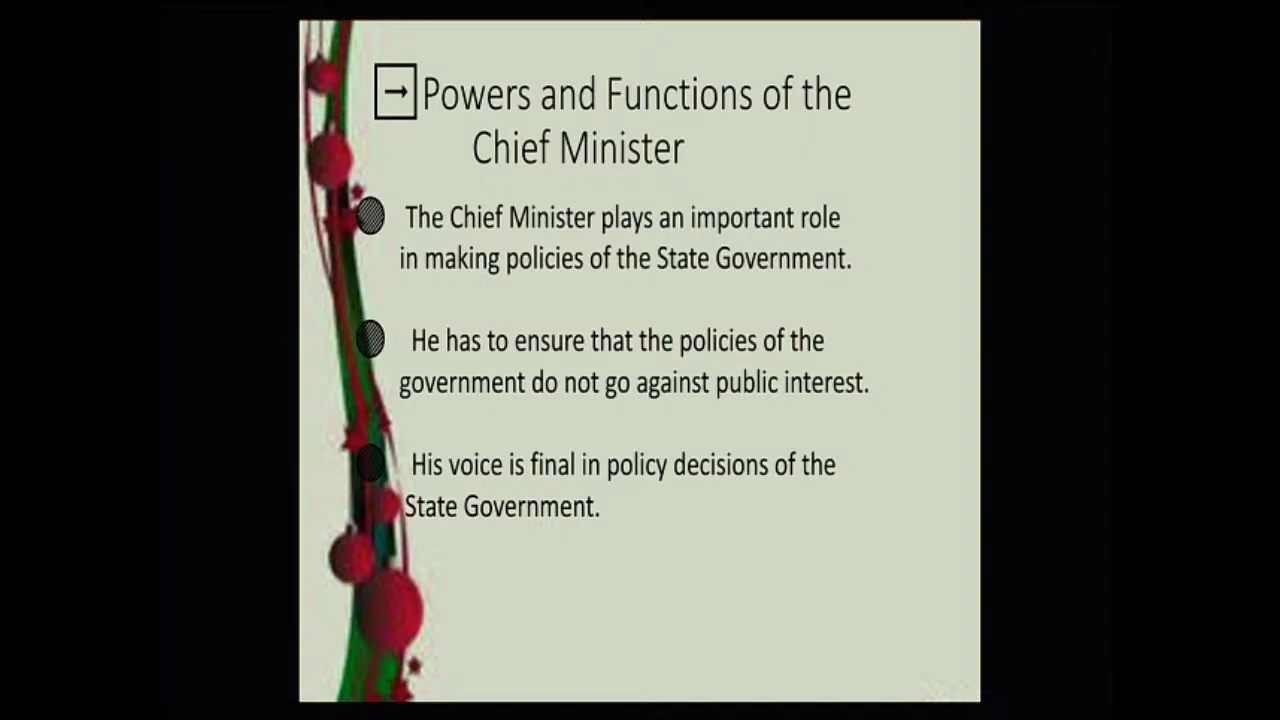 → Powers and Functions of the
Chief Minister
The Chief Minister plays an important role
in making policies of the State Government.
He has to ensure that the policies of the
government do not go against public interest.
His voice is final in policy decisions of the
State Government.